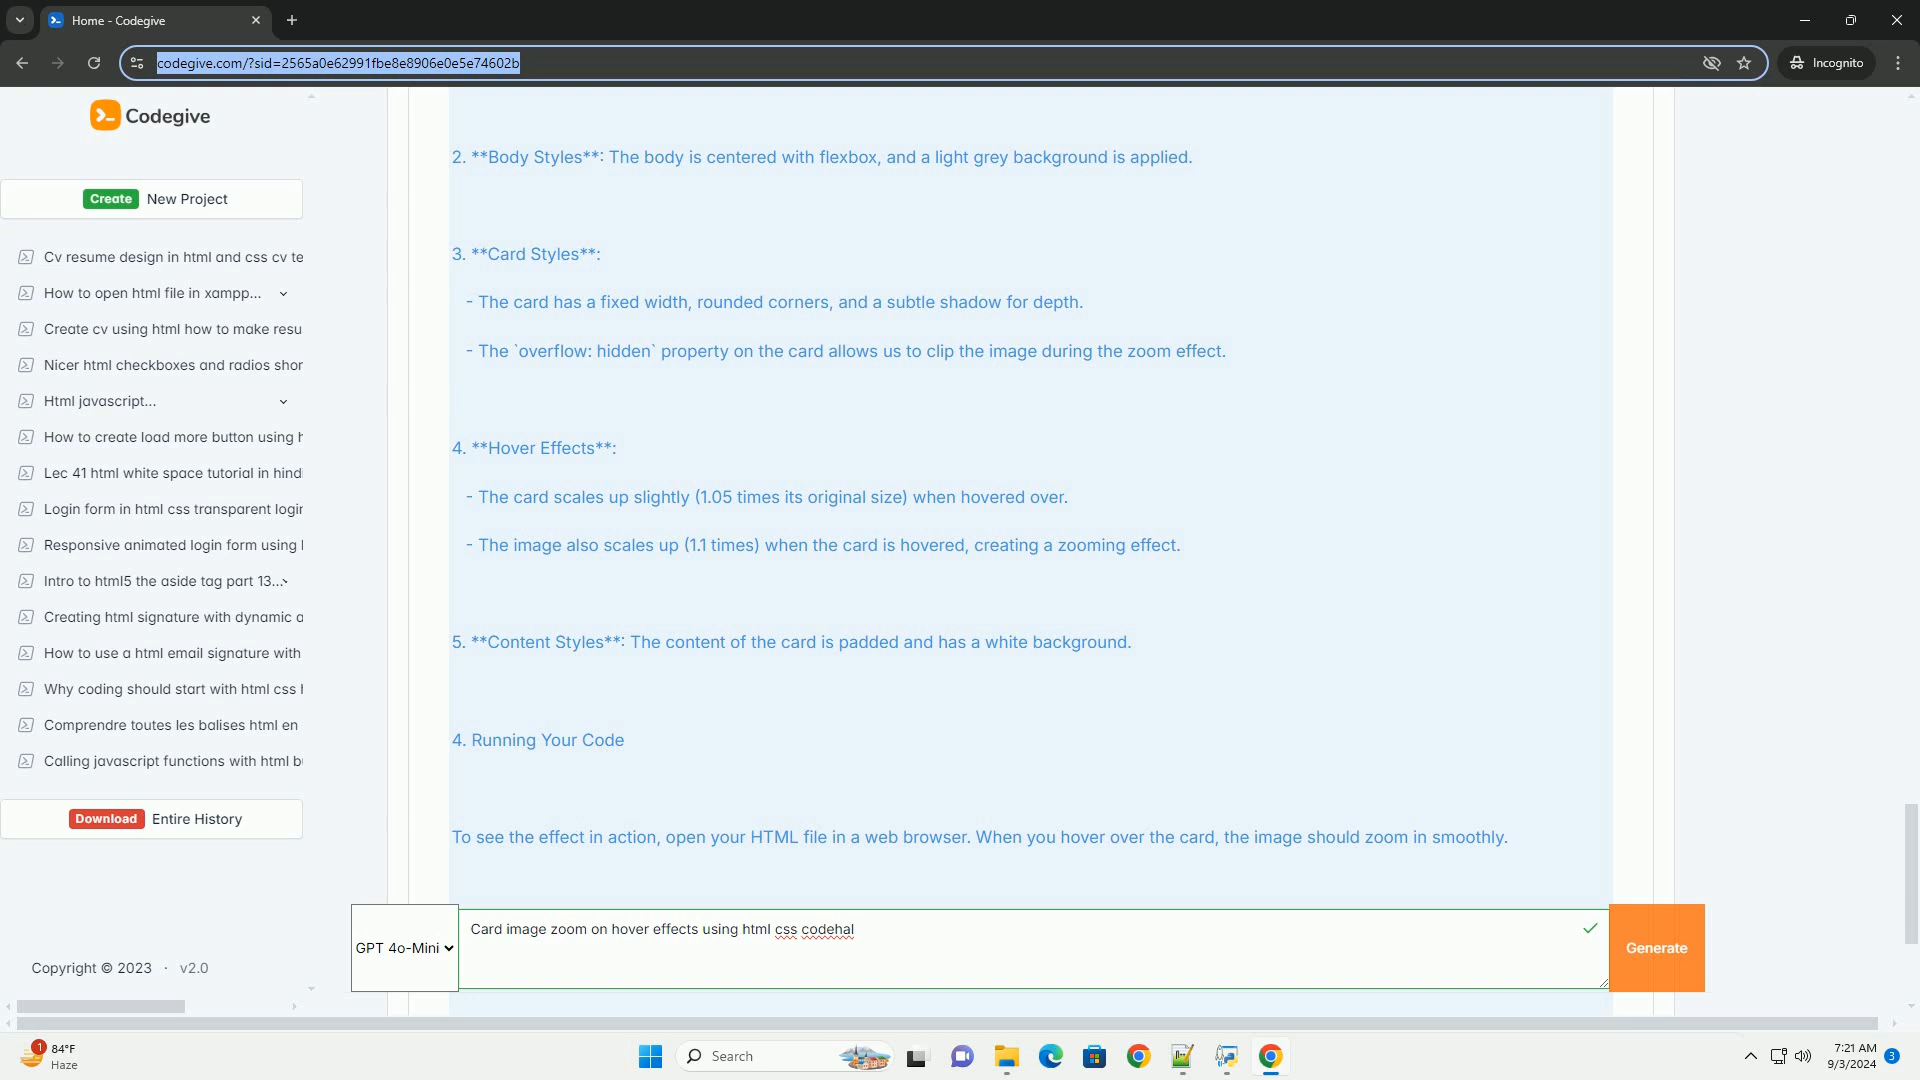 Home - Codegive
codegive.com/?sid=2565a0e62991fbe8e8906e0e5e74602b
Incognito
Codegive
Create New Project
Cv resume design in html and css cv te
How to open html file in xampp...
Create cv using html how to make resu
Nicer html checkboxes and radios shor
Html javascript...
How to create load more button using h
Lec 41 html white space tutorial in hindi
Login form in html css transparent login
Responsive animated login form using l
Intro to html5 the aside tag part 13...
Creating html signature with dynamic a
How to use a html email signature with
Why coding should start with html css h
Comprendre toutes les balises html en
Calling javascript functions with html bu
Download Entire History
Copyright © 2023 · v2.0
2. **Body Styles**: The body is centered with flexbox, and a light grey background is applied.
3. **Card Styles**:
- The card has a fixed width, rounded corners, and a subtle shadow for depth.
- The `overflow: hidden` property on the card allows us to clip the image during the zoom effect.
4. **Hover Effects**:
- The card scales up slightly (1.05 times its original size) when hovered over.
- The image also scales up (1.1 times) when the card is hovered, creating a zooming effect.
5. **Content Styles**: The content of the card is padded and has a white background.
4. Running Your Code
To see the effect in action, open your HTML file in a web browser. When you hover over the card, the image should zoom in smoothly.
GPT 4o-Mini
Card image zoom on hover effects using html css codehal
Generate
1
84°F
Haze
Search
7:21 AM
9/3/2024
3